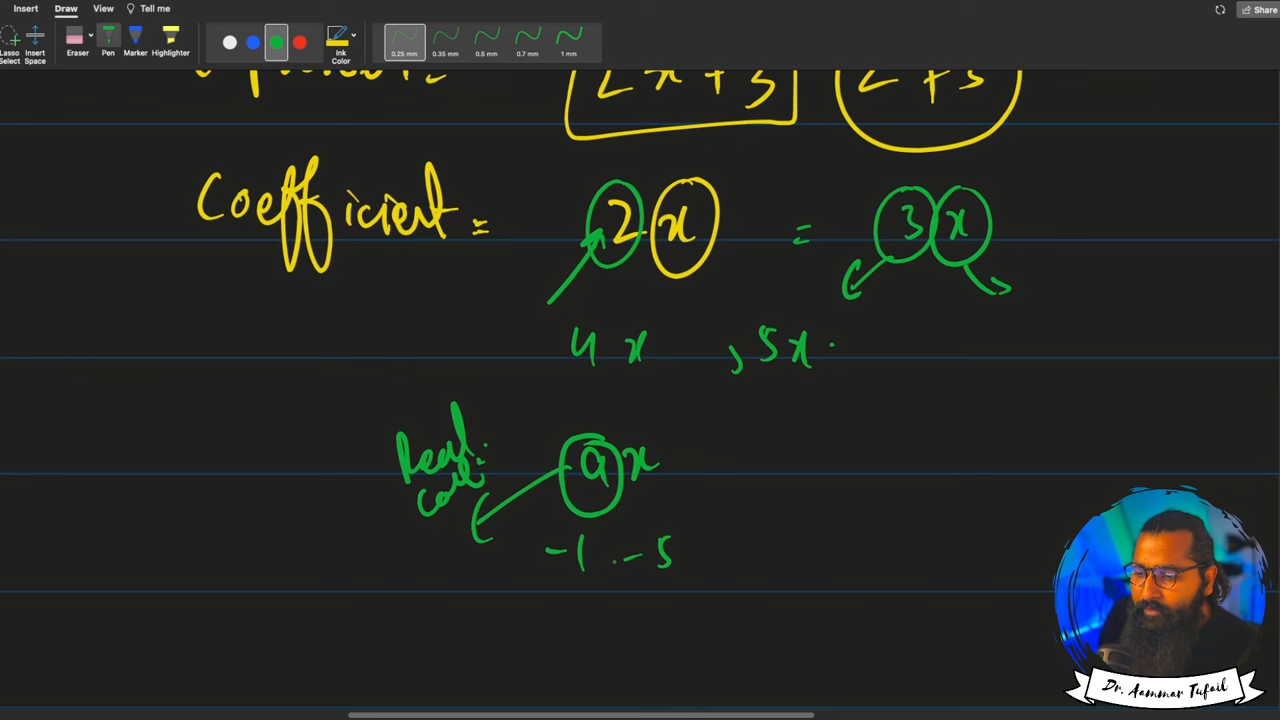 Insert Draw View Tell me
Share
Lasso Select Insert Space Eraser Pen Marker Highlighter Ink Color 0.25 mm 0.35 mm 0.5 mm 0.7 mm 1 mm
2x+3 2+3
Coefficient = 2x = 3x
4x , 5x
Real a x
-1 . -5
Dr. Aammar Tufail